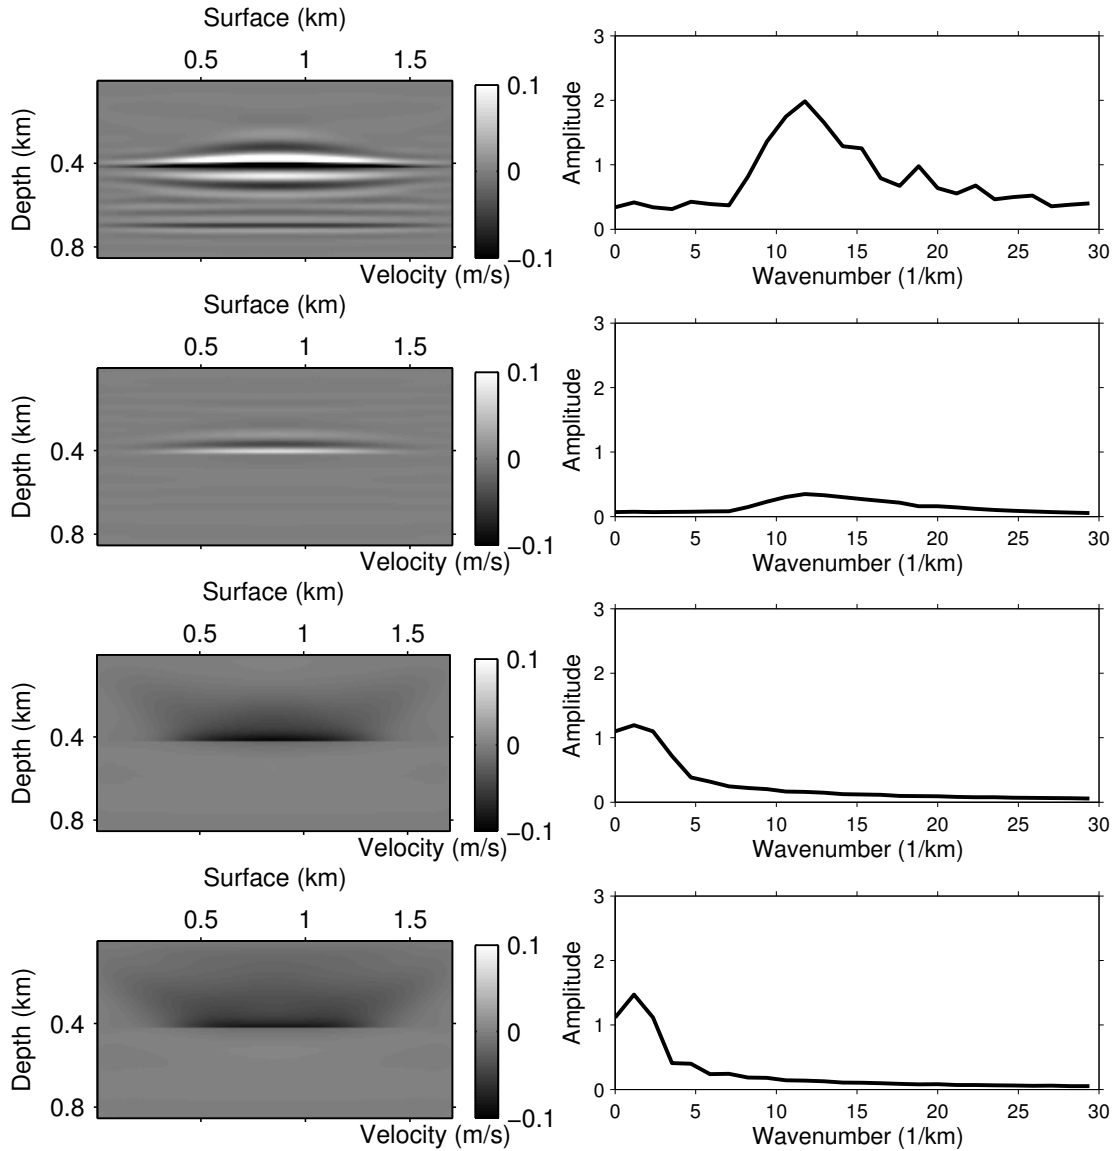 Surface (km)
0.5 1 1.5
Depth (km)
0.4
0.8
0.1
0
−0.1
Velocity (m/s)
Amplitude
3
2
1
0
0 5 10 15 20 25 30
Wavenumber (1/km)
Surface (km)
0.5 1 1.5
Depth (km)
0.4
0.8
0.1
0
−0.1
Velocity (m/s)
Amplitude
3
2
1
0
0 5 10 15 20 25 30
Wavenumber (1/km)
Surface (km)
0.5 1 1.5
Depth (km)
0.4
0.8
0.1
0
−0.1
Velocity (m/s)
Amplitude
3
2
1
0
0 5 10 15 20 25 30
Wavenumber (1/km)
Surface (km)
0.5 1 1.5
Depth (km)
0.4
0.8
0.1
0
−0.1
Velocity (m/s)
Amplitude
3
2
1
0
0 5 10 15 20 25 30
Wavenumber (1/km)